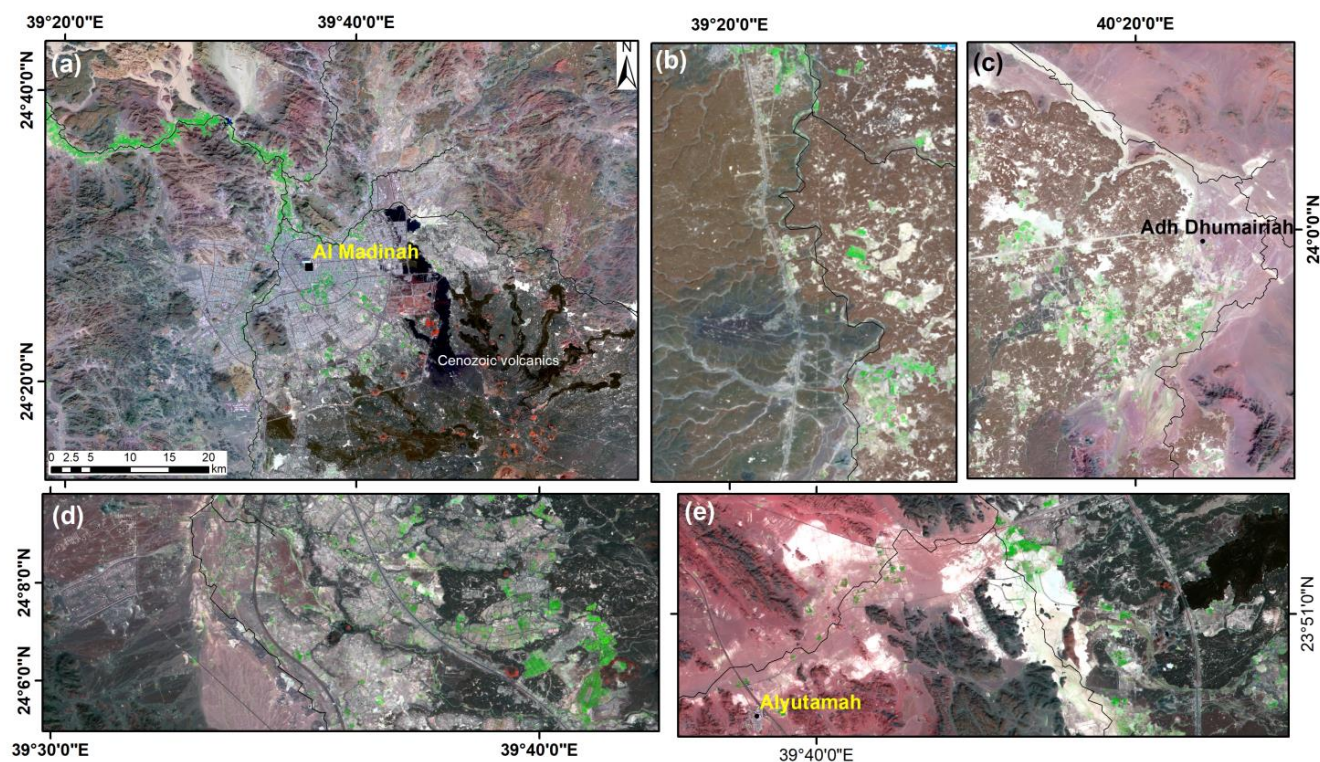 39°20'0"E
39°40'0"E
39°20'0"E
40°20'0"E
(a)
N
(b)
(c)
24°40'0"N
Al Madinah
Adh Dhumairiah
24°0'0"N
Cenozoic volcanics
24°20'0"N
0 2.5 5 10 15 20
km
(d)
(e)
24°8'0"N
23°51'0"N
24°6'0"N
Alyutamah
39°30'0"E
39°40'0"E
39°40'0"E